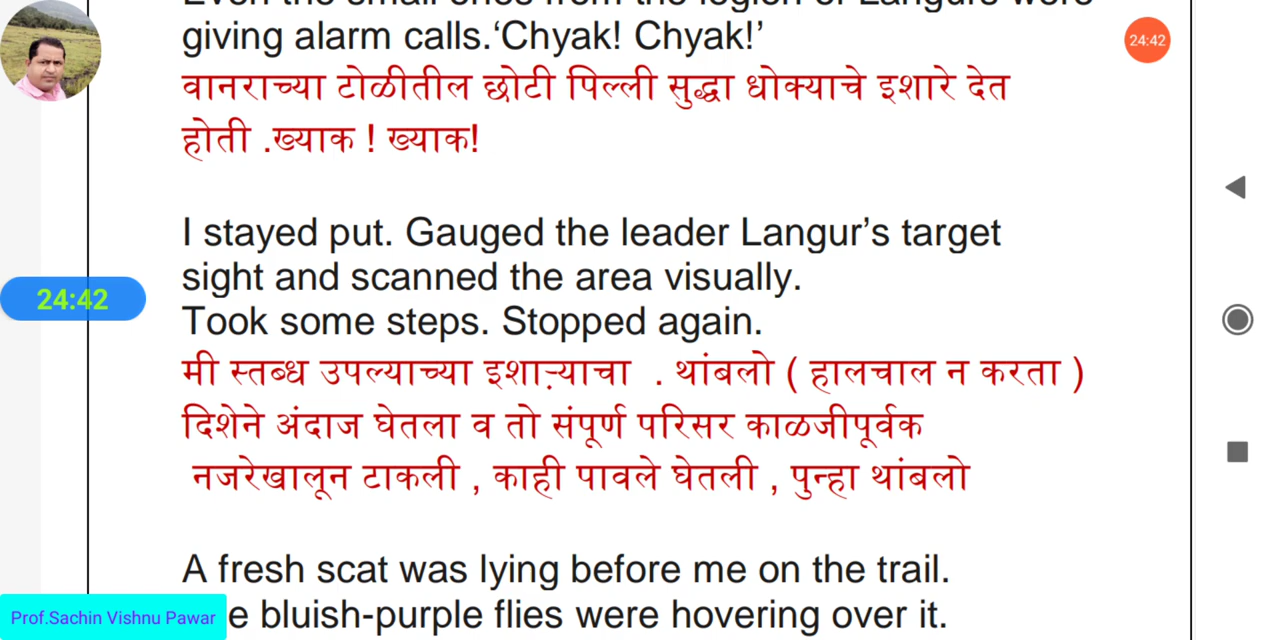 giving alarm calls.‘Chyak! Chyak!’
24:42
वानराच्या टोळीतील छोटी पिल्ली सुद्धा धोक्याचे इशारे देत
होती .ख्याक ! ख्याक!
I stayed put. Gauged the leader Langur’s target
sight and scanned the area visually.
24:42
Took some steps. Stopped again.
मी स्तब्ध उपल्याच्या इशाऱ्याचा . थांबलो ( हालचाल न करता )
दिशेने अंदाज घेतला व तो संपूर्ण परिसर काळजीपूर्वक
नजरेखालून टाकली , काही पावले घेतली , पुन्हा थांबलो
A fresh scat was lying before me on the trail.
Prof.Sachin Vishnu Pawar
e bluish-purple flies were hovering over it.